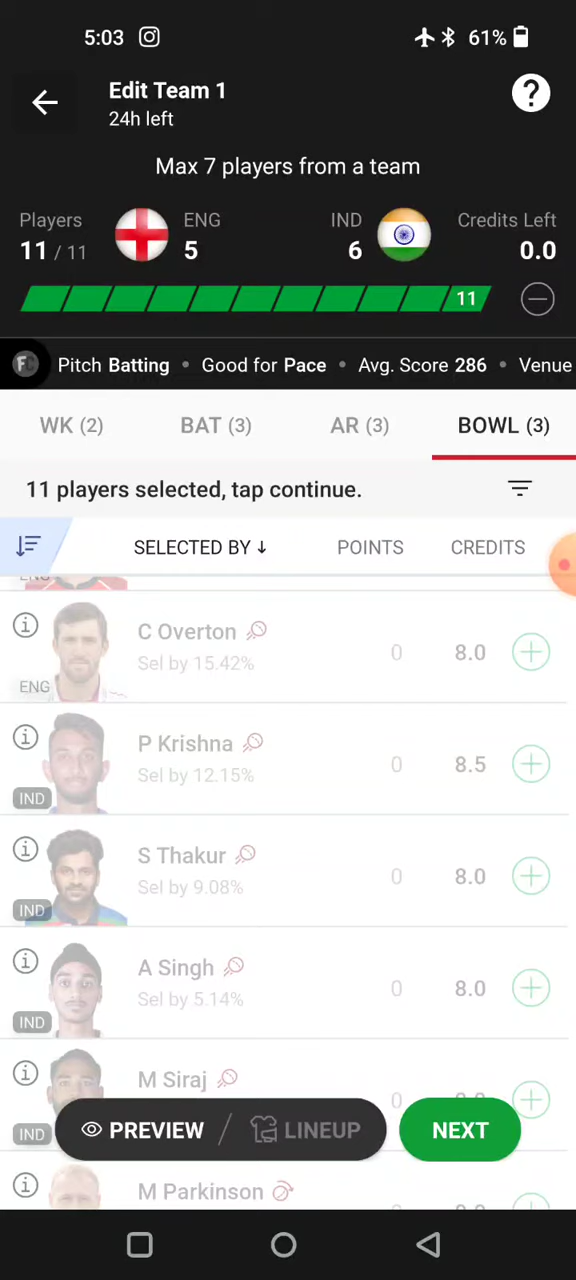 5:03 61%
Edit Team 1
24h left
Max 7 players from a team
Players ENG IND Credits Left
11 / 11 5 6 0.0
11
Pitch Batting • Good for Pace • Avg. Score 286 • Venue
WK (2) BAT (3) AR (3) BOWL (3)
11 players selected, tap continue.
SELECTED BY ↓ POINTS CREDITS
ENG
C Overton
Sel by 15.42% 0 8.0
ENG
P Krishna
Sel by 12.15% 0 8.5
IND
S Thakur
Sel by 9.08% 0 8.0
IND
A Singh
Sel by 5.14% 0 8.0
IND
M Siraj
IND
PREVIEW / LINEUP NEXT
M Parkinson